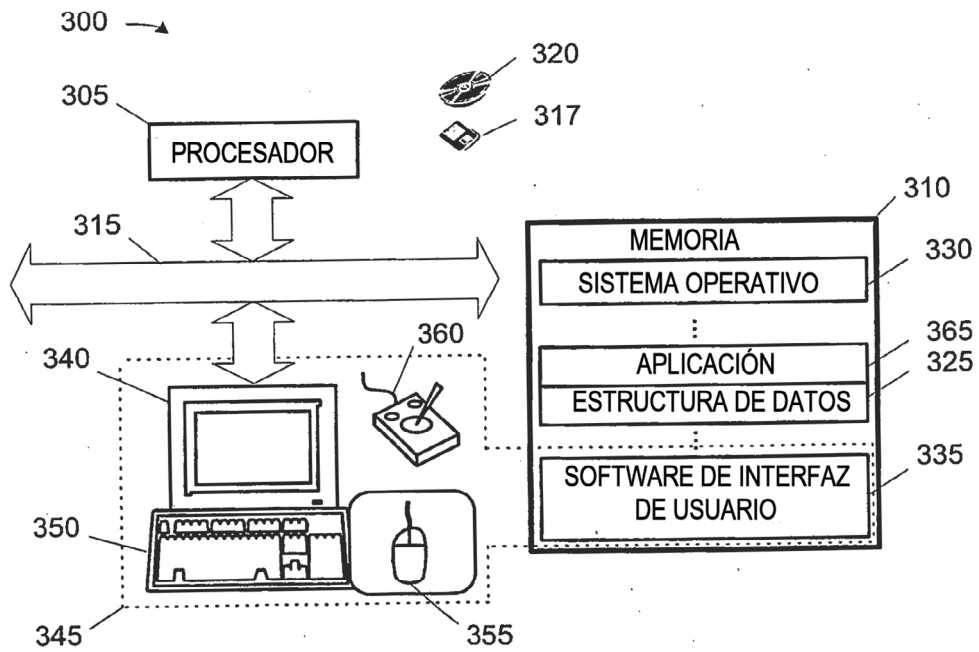 300
320
305
317
PROCESADOR
310
315
MEMORIA
330
SISTEMA OPERATIVO
360
365
340
APLICACIÓN
325
ESTRUCTURA DE DATOS
335
SOFTWARE DE INTERFAZ
DE USUARIO
350
345
355